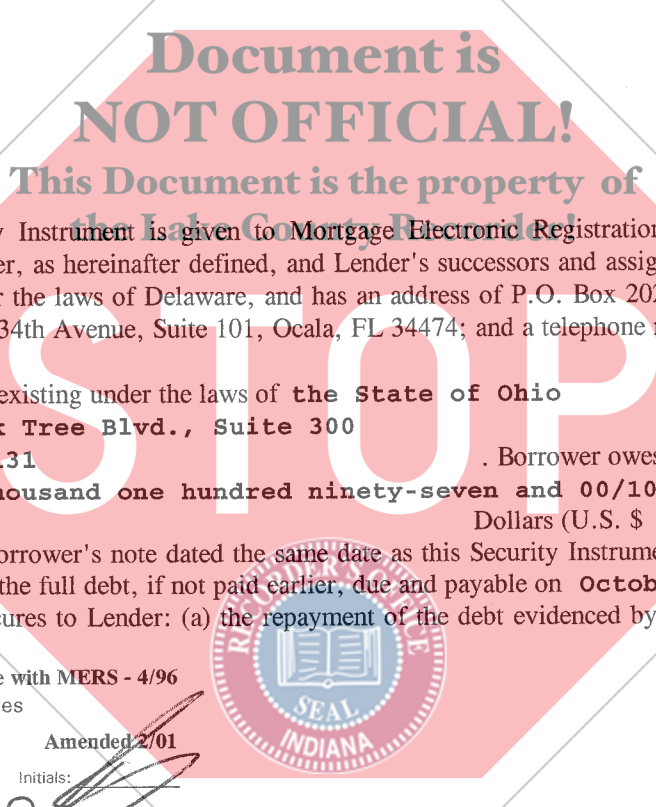 Document is
NOT OFFICIAL!
This Document is the property of
the Lake County Recorder!
Instrument is given to Mortgage Electronic Registration
er, as hereinafter defined, and Lender's successors and assig
r the laws of Delaware, and has an address of P.O. Box 202
34th Avenue, Suite 101, Ocala, FL 34474; and a telephone
STOP
existing under the laws of the State of Ohio
k Tree Blvd., Suite 300
131 . Borrower owes
housand one hundred ninety-seven and 00/10
Dollars (U.S. $
orrower's note dated the same date as this Security Instrume
the full debt, if not paid earlier, due and payable on Octob
cures to Lender: (a) the repayment of the debt evidenced by
RECORDER'S OFFICE
SEAL
INDIANA
e with MERS - 4/96
es
Amended 2/01
Initials: